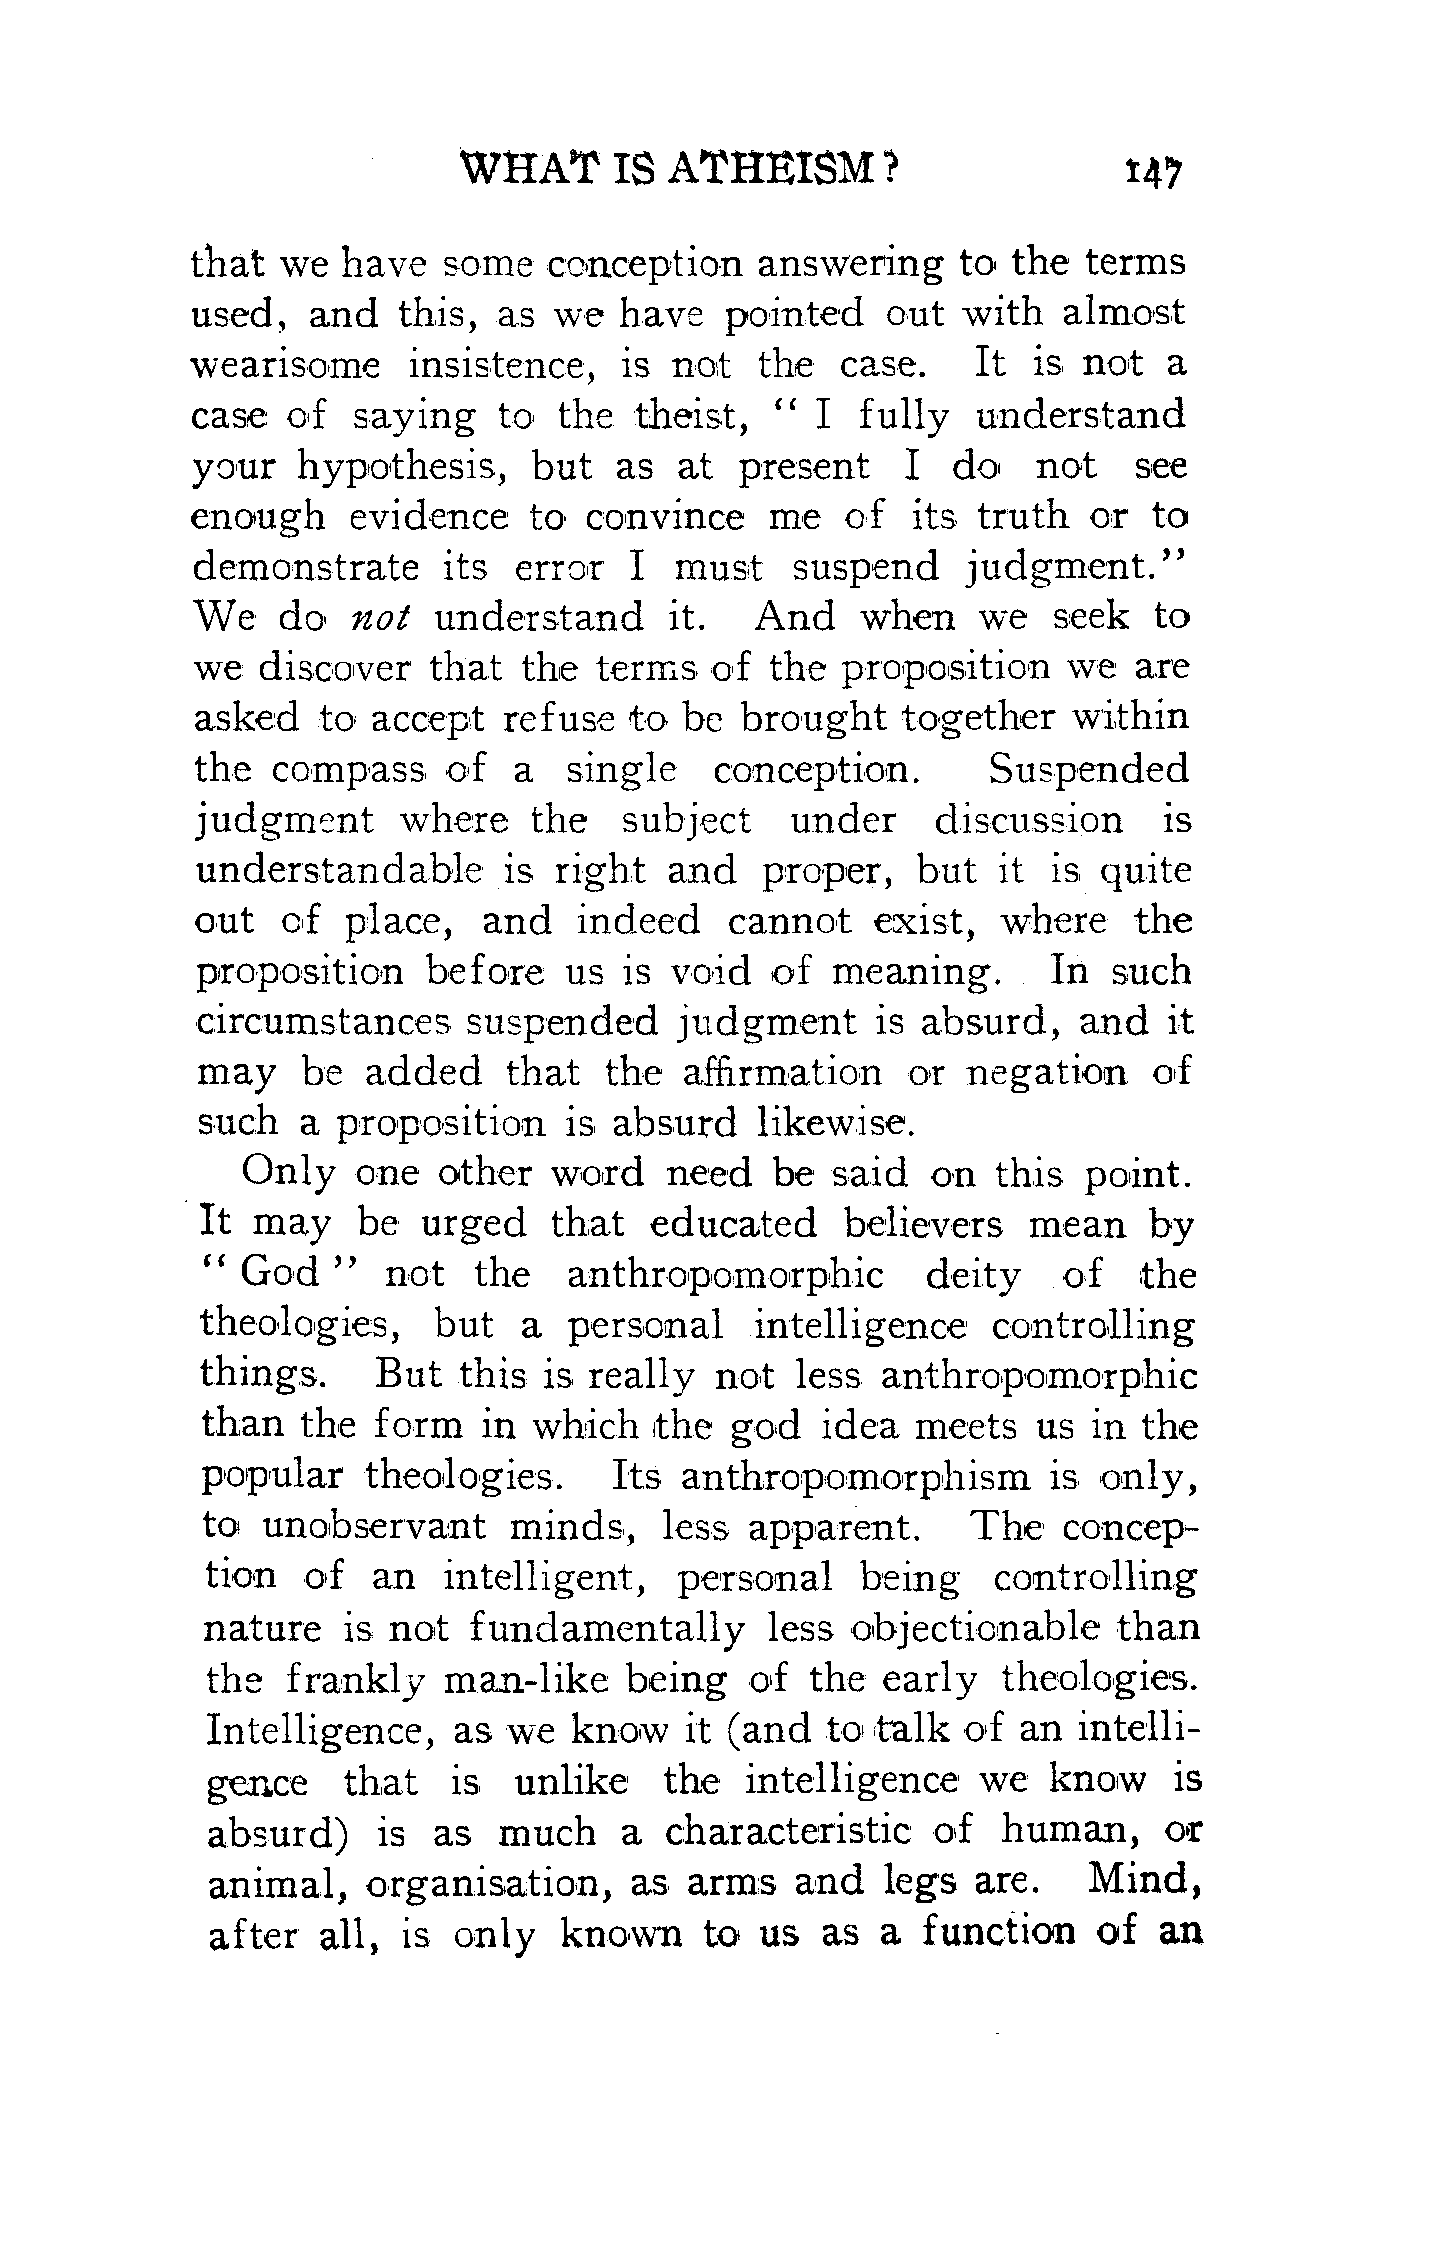 WHAT IS ATHEISM? 147
that we have some conception answering to the terms
used, and this, as we have pointed out with almost
wearisome insistence, is not the case. It is not a
case of saying to the theist, “ I fully understand
your hypothesis, but as at present I do not see
enough evidence to convince me of its truth or to
demonstrate its error I must suspend judgment.”
We do not understand it. And when we seek to
we discover that the terms of the proposition we are
asked to accept refuse to be brought together within
the compass of a single conception. Suspended
judgment where the subject under discussion is
understandable is right and proper, but it is quite
out of place, and indeed cannot exist, where the
proposition before us is void of meaning. In such
circumstances suspended judgment is absurd, and it
may be added that the affirmation or negation of
such a proposition is absurd likewise.
Only one other word need be said on this point.
It may be urged that educated believers mean by
“ God ” not the anthropomorphic deity of the
theologies, but a personal intelligence controlling
things. But this is really not less anthropomorphic
than the form in which the god idea meets us in the
popular theologies. Its anthropomorphism is only,
to unobservant minds, less apparent. The concep-
tion of an intelligent, personal being controlling
nature is not fundamentally less objectionable than
the frankly man-like being of the early theologies.
Intelligence, as we know it (and to talk of an intelli-
gence that is unlike the intelligence we know is
absurd) is as much a characteristic of human, or
animal, organisation, as arms and legs are. Mind,
after all, is only known to us as a function of an